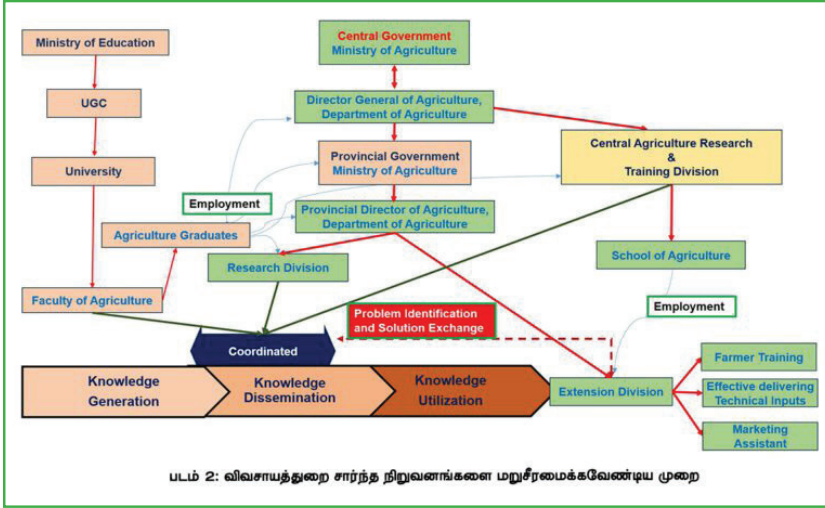 Ministry of Education
UGC
University
Agriculture Graduates
Faculty of Agriculture
Employment
Central Government
Ministry of Agriculture
Director General of Agriculture,
Department of Agriculture
Provincial Government
Ministry of Agriculture
Provincial Director of Agriculture,
Department of Agriculture
Research Division
Central Agriculture Research
&
Training Division
School of Agriculture
Employment
Problem Identification
and Solution Exchange
Coordinated
Knowledge
Generation
Knowledge
Dissemination
Knowledge
Utilization
Extension Division
Farmer Training
Effective delivering
Technical Inputs
Marketing
Assistant
படம் 2: விவசாயத்துறை சார்ந்த நிறுவனங்களை மறுசீரமைக்கவேண்டிய முறை